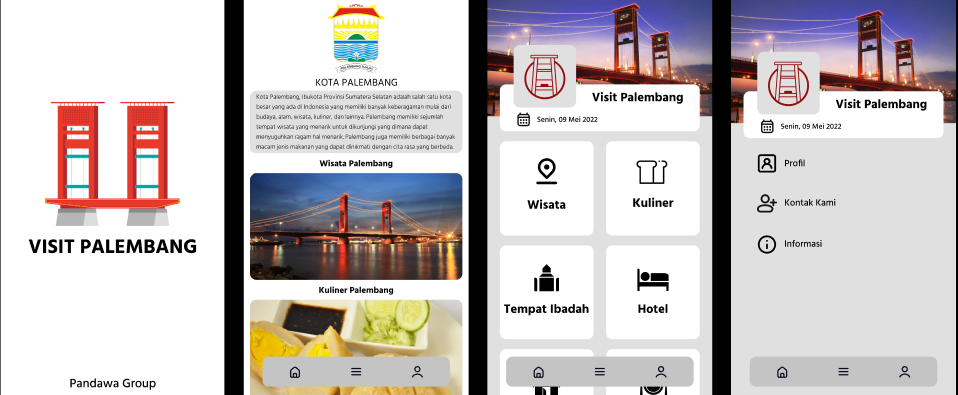 VISIT PALEMBANG
Pandawa Group
KOTA PALEMBANG
Kota Palembang, Ibukota Provinsi Sumatera Selatan adalah salah satu kota
besar yang ada di Indonesia yang memiliki banyak keberagaman mulai dari
budaya, alam, wisata, kuliner, dan lainnya. Palembang memiliki sejumlah
tempat wisata yang menarik untuk dikunjungi yang dimana dapat
menyuguhkan ragam hal menarik. Palembang juga memiliki berbagai banyak
macam jenis makanan yang dapat dinikmati dengan cita rasa yang berbeda.
Wisata Palembang
Kuliner Palembang
Visit Palembang
Senin, 09 Mei 2022
Wisata
Kuliner
Tempat Ibadah
Hotel
Visit Palembang
Senin, 09 Mei 2022
Profil
Kontak Kami
Informasi